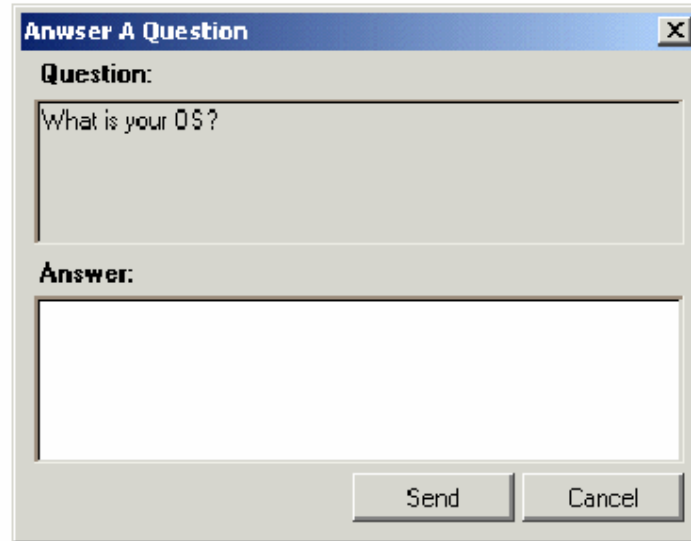 Anwser A Question
Question:
What is your OS?
Answer:
Send Cancel